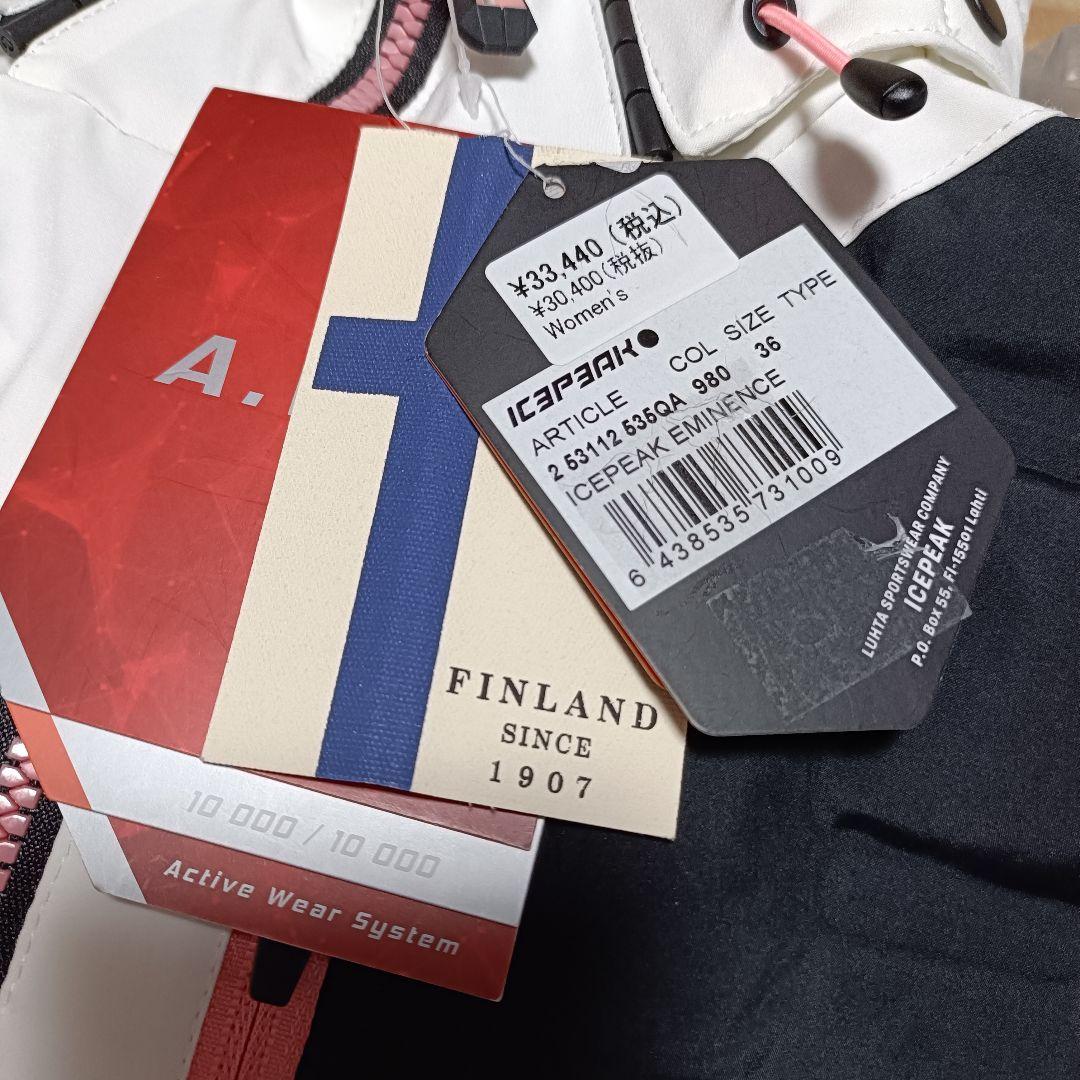 ¥33,440 (税込)
¥30,400(税抜)
Women's
ICEPEAK
COL SIZE TYPE
ARTICLE
2 53112 535QA 980 36
ICEPEAK EMINENCE
6 438535 731009
LUHTA SPORTSWEAR COMPANY
ICEPEAK
P.O. Box 55, FI-15501 Lahti
A.
FINLAND
SINCE
1907
10 000 / 10 000
Active Wear System